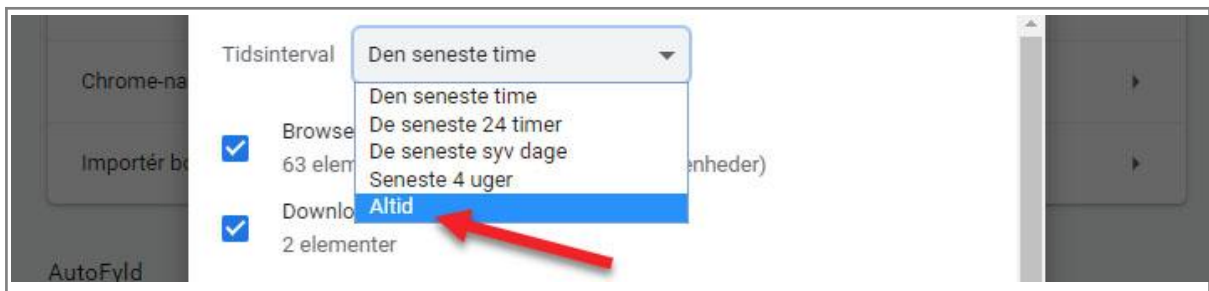 Tidsinterval Den seneste time
Chrome-na
Den seneste time
De seneste 24 timer
Browse
De seneste syv dage
Importér bo
63 elem
enheder)
Seneste 4 uger
Altid
Downlo
2 elementer
AutoFyld